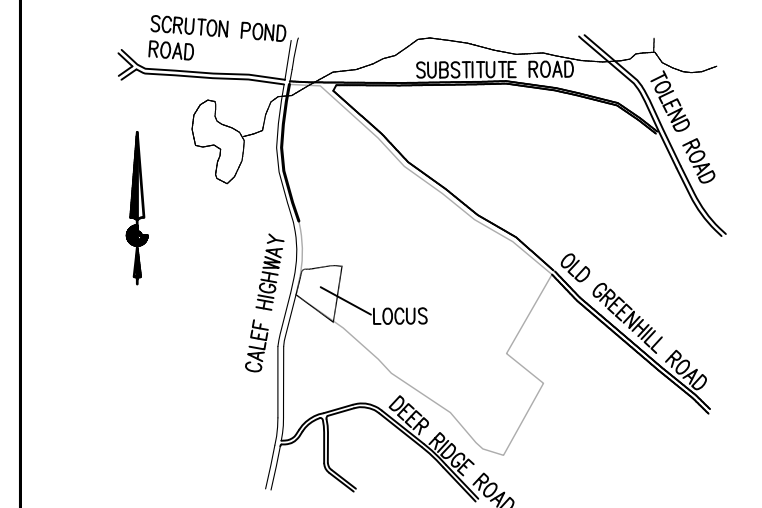 SCRUTON POND
ROAD
SUBSTITUTE ROAD
TOLEND ROAD
CALEF HIGHWAY
LOCUS
OLD GREENHILL ROAD
DEER RIDGE ROAD